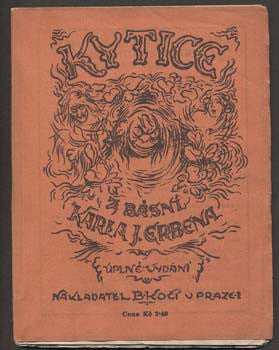 KYTICE
Z BÁSNÍ
KARLA J. ERBENA
ÚPLNÉ VYDÁNÍ
NAKLADATEL B. KOČÍ V PRAZE-I
Cena Kč 2·40